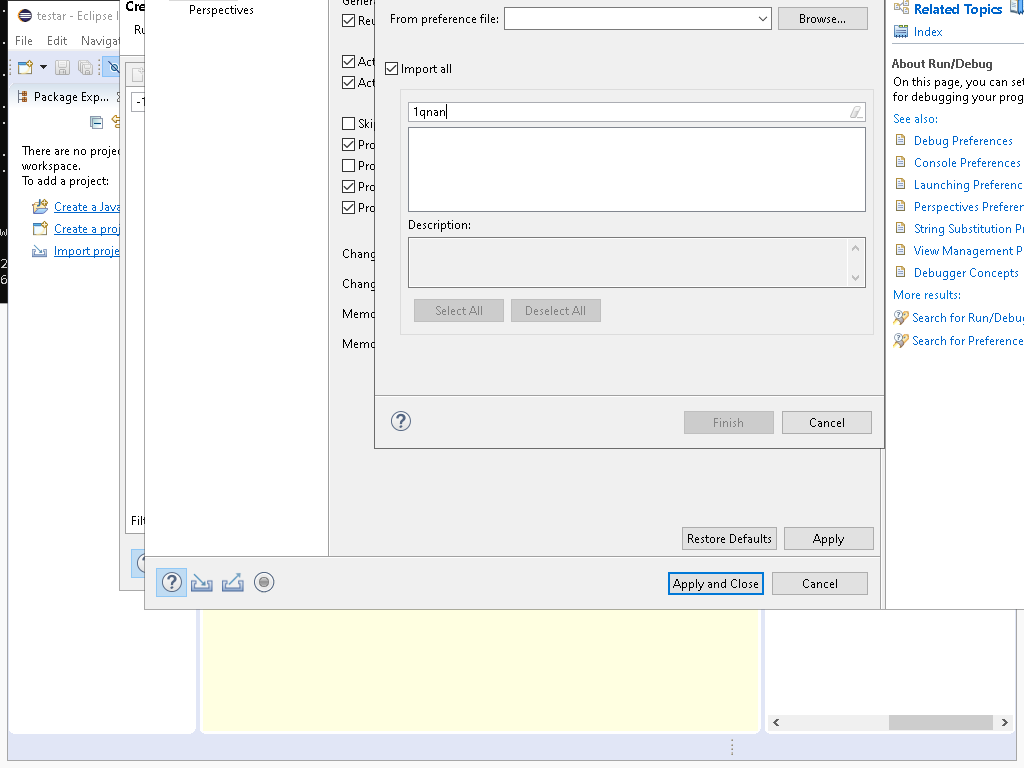 testar - Eclipse I
File Edit Navigat
Package Exp...
There are no proje
workspace.
To add a project:
Create a Java
Create a proj
Import proje
w
2
6
Cre
Ru
-1
Filt
Perspectives
General
Reu
Act
Act
Skip
Pro
Pro
Pro
Pro
Chang
Chang
Memo
Memo
From preference file:
Browse...
Import all
1qnan
Description:
Select All
Deselect All
Finish
Cancel
Restore Defaults
Apply
Apply and Close
Cancel
Related Topics
Index
About Run/Debug
On this page, you can set
for debugging your prog
See also:
Debug Preferences
Console Preferences
Launching Preferenc
Perspectives Preferen
String Substitution Pr
View Management P
Debugger Concepts
More results:
Search for Run/Debug
Search for Preference